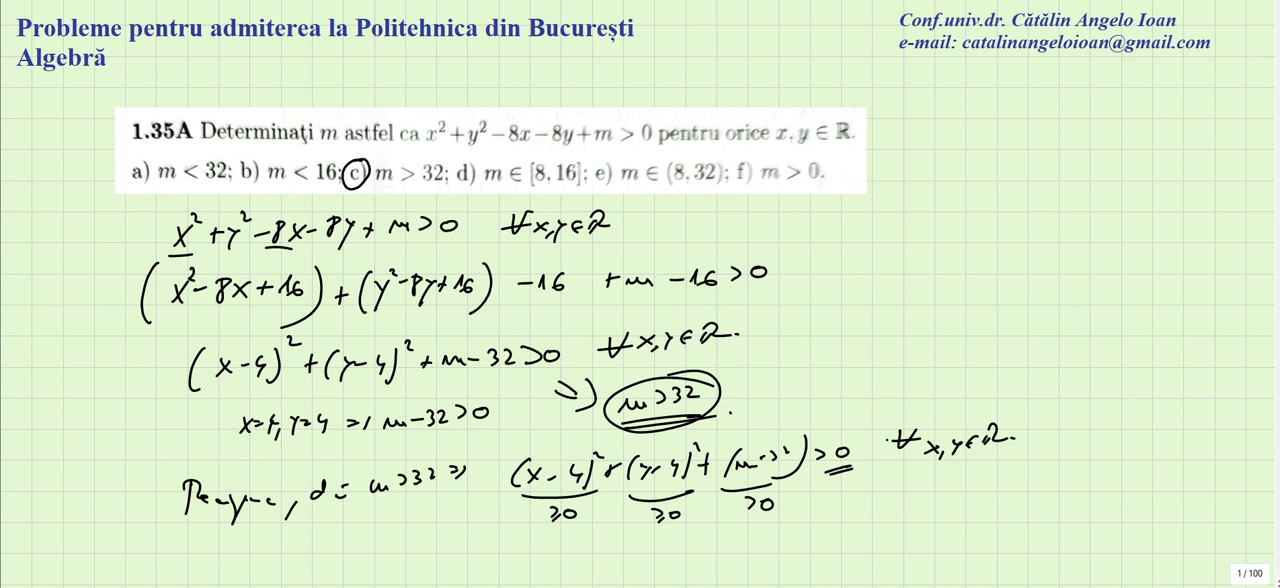 Probleme pentru admiterea la Politehnica din București
Algebră
Conf.univ.dr. Cătălin Angelo Ioan
e-mail: catalinangeloioan@gmail.com
1.35A Determinaţi m astfel ca x² + y² − 8x − 8y + m > 0 pentru orice x, y ∈ ℝ.
a) m < 32; b) m < 16; c) m > 32; d) m ∈ [8, 16]; e) m ∈ (8, 32); f) m > 0.
x² + y² − 8x − 8y + m > 0 ∀x,y∈ℝ
(x² − 8x + 16) + (y² − 8y + 16) − 16 + m − 16 > 0
(x − 4)² + (y − 4)² + m − 32 > 0 ∀x,y∈ℝ.
x=4, y=4 ⇒ m − 32 > 0 ⇒ m > 32.
m > 32 ⇒ (x − 4)² + (y − 4)² + (m − 32) > 0 ∀x,y∈ℝ.
≥0 ≥0 >0
1 / 100